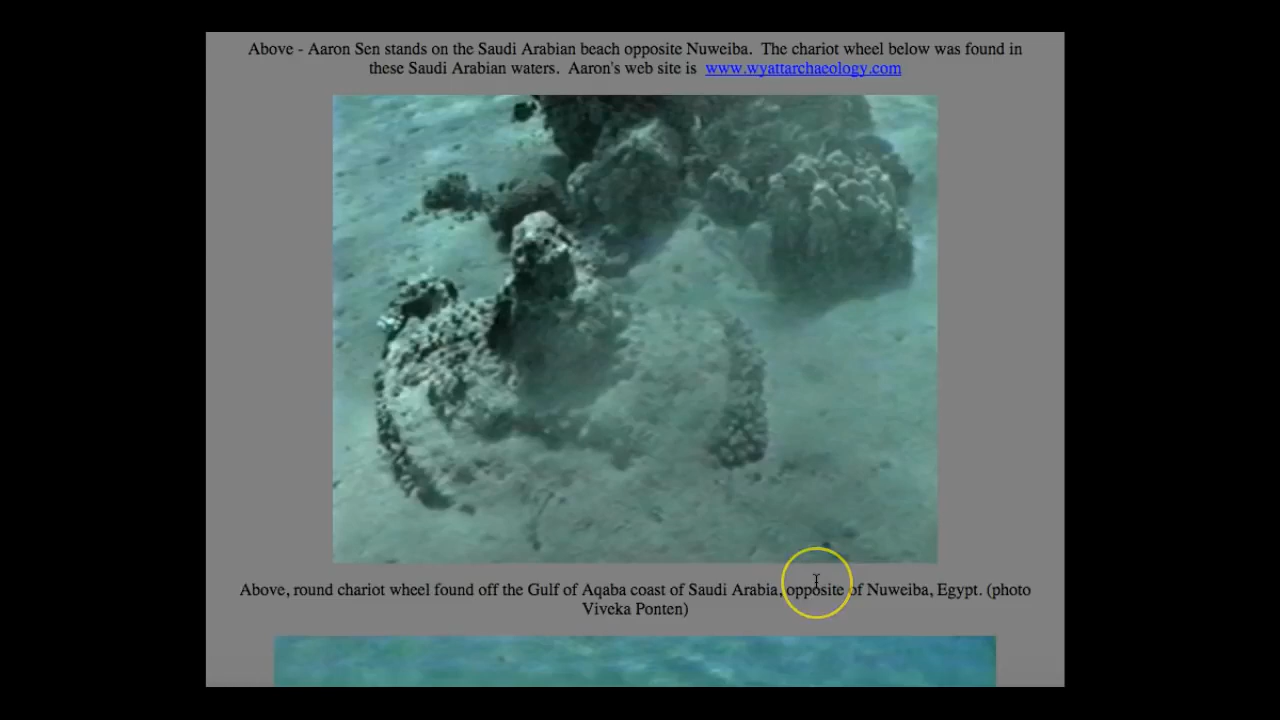 Above - Aaron Sen stands on the Saudi Arabian beach opposite Nuweiba.  The chariot wheel below was found in
these Saudi Arabian waters.  Aaron's web site is  www.wyattarchaeology.com
Above, round chariot wheel found off the Gulf of Aqaba coast of Saudi Arabia, opposite of Nuweiba, Egypt. (photo
Viveka Ponten)